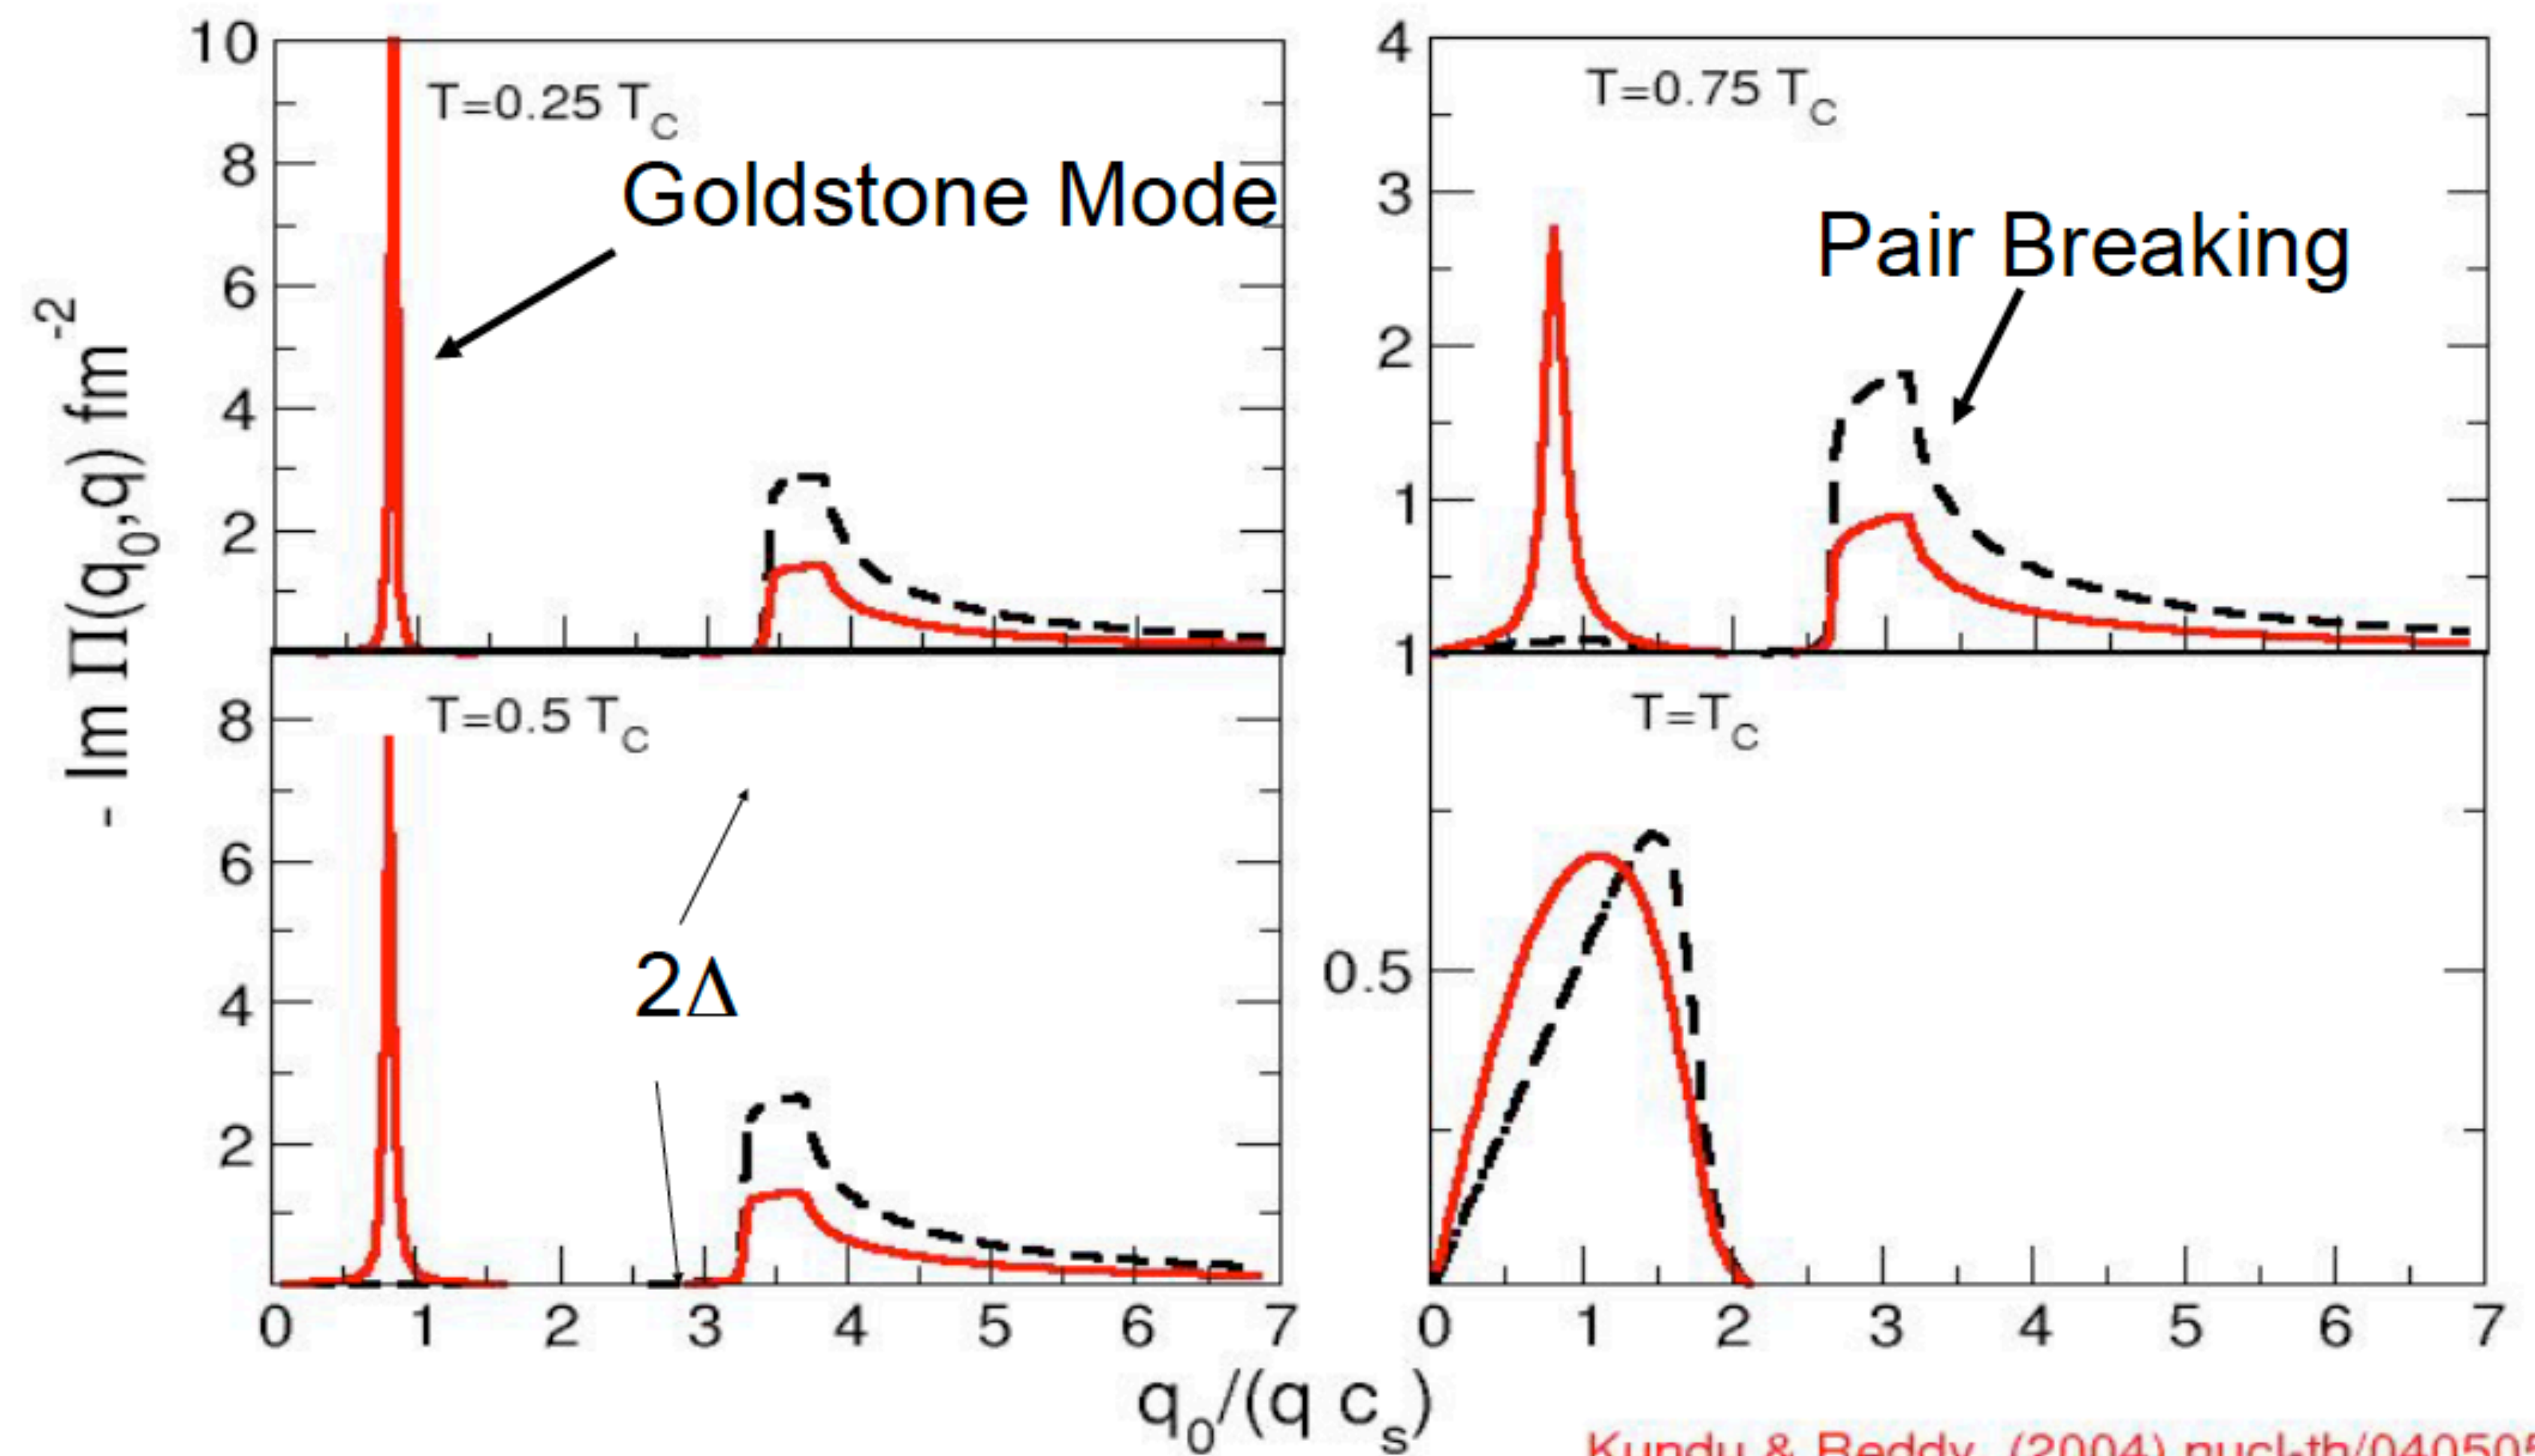 10
8
6
4
2
T=0.25 T_C
Goldstone Mode
4
3
2
1
1
T=0.75 T_C
Pair Breaking
- Im Π(q_0,q) fm^-2
8
6
4
2
T=0.5 T_C
2Δ
0 1 2 3 4 5 6 7
T=T_C
0.5
0 1 2 3 4 5 6 7
q_0/(q c_s)
Kundu & Reddy, (2004) nucl-th/040505